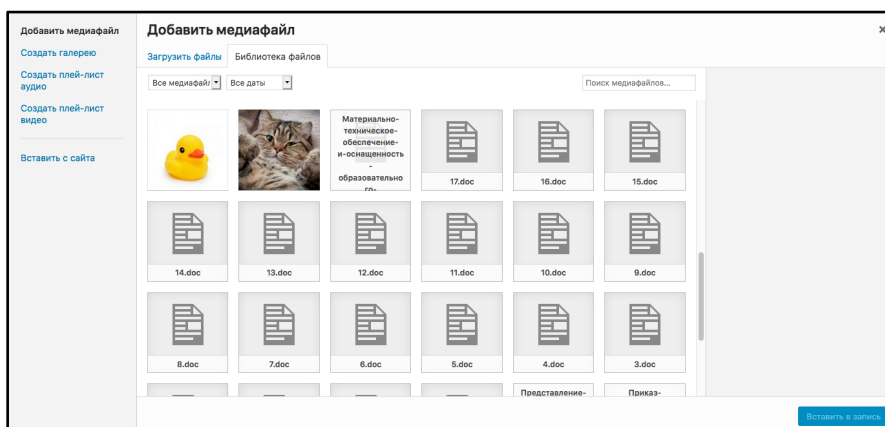 Добавить медиафайл
Создать галерею
Создать плей-лист
аудио
Создать плей-лист
видео
Вставить с сайта
Добавить медиафайл
Загрузить файлы
Библиотека файлов
Все медиафайл
Все даты
Поиск медиафайлов...
Материально-
техническое-
обеспечение-
и-оснащенность
-
образовательно
го-
17.doc
16.doc
15.doc
14.doc
13.doc
12.doc
11.doc
10.doc
9.doc
8.doc
7.doc
6.doc
5.doc
4.doc
3.doc
Представление-
Приказ-
Вставить в запись